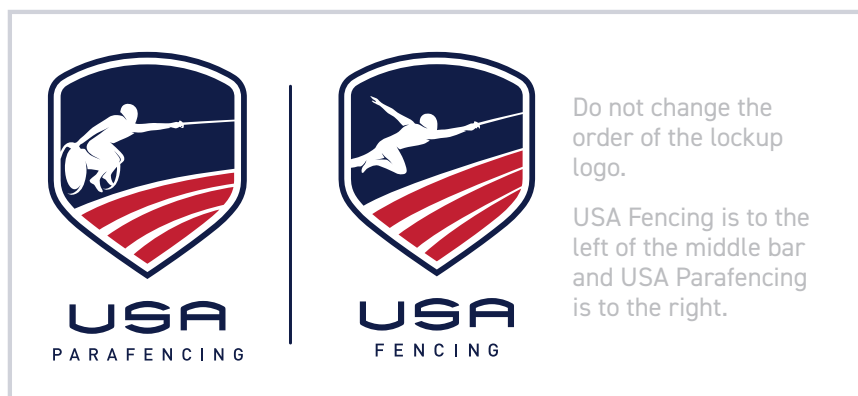 USA
PARAFENCING
USA
FENCING
Do not change the
order of the lockup
logo.
USA Fencing is to the
left of the middle bar
and USA Parafencing
is to the right.